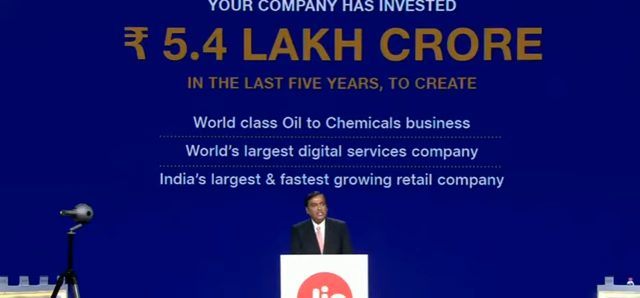 YOUR COMPANY HAS INVESTED
₹ 5.4 LAKH CRORE
IN THE LAST FIVE YEARS, TO CREATE
World class Oil to Chemicals business
World's largest digital services company
India's largest & fastest growing retail company
Jio